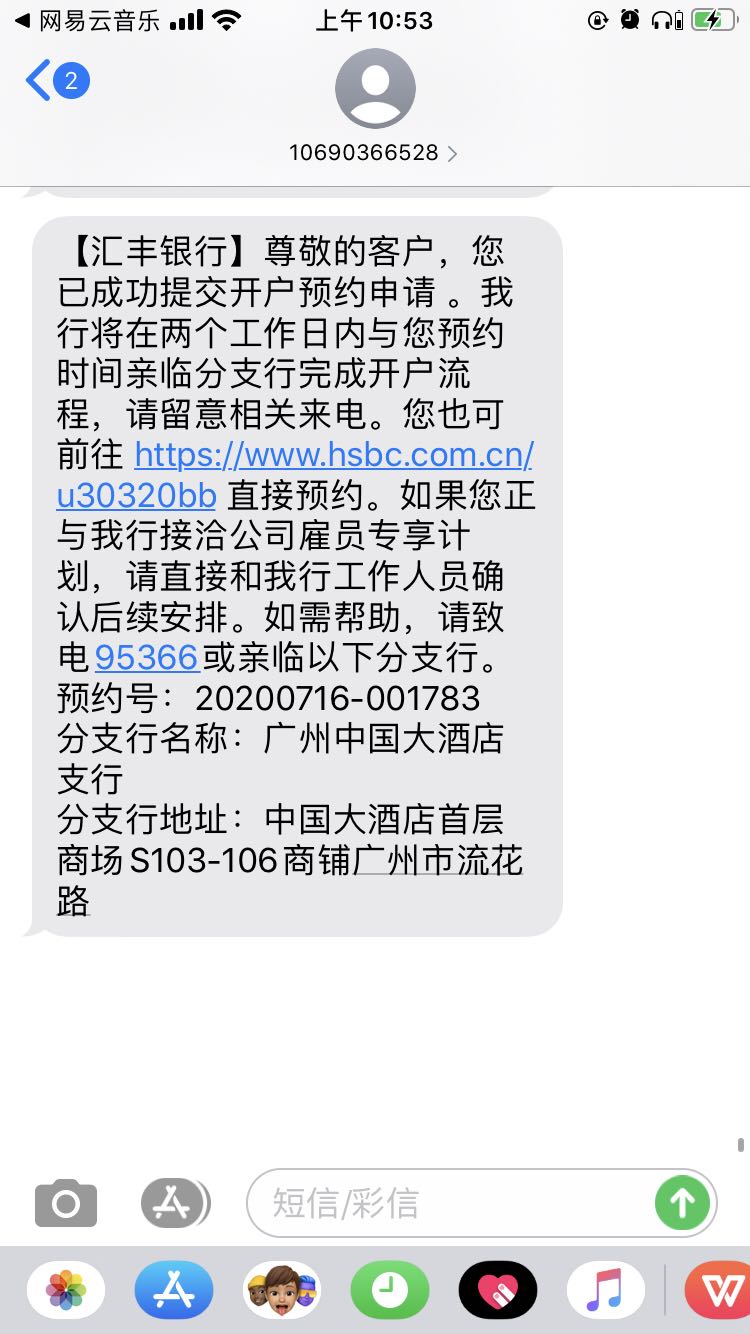 网易云音乐 上午10:53
2
10690366528
【汇丰银行】尊敬的客户，您
已成功提交开户预约申请 。我
行将在两个工作日内与您预约
时间亲临分支行完成开户流
程，请留意相关来电。您也可
前往 https://www.hsbc.com.cn/
u30320bb 直接预约。如果您正
与我行接洽公司雇员专享计
划，请直接和我行工作人员确
认后续安排。如需帮助，请致
电95366或亲临以下分支行。
预约号：20200716-001783
分支行名称：广州中国大酒店
支行
分支行地址：中国大酒店首层
商场S103-106商铺广州市流花
路
短信/彩信